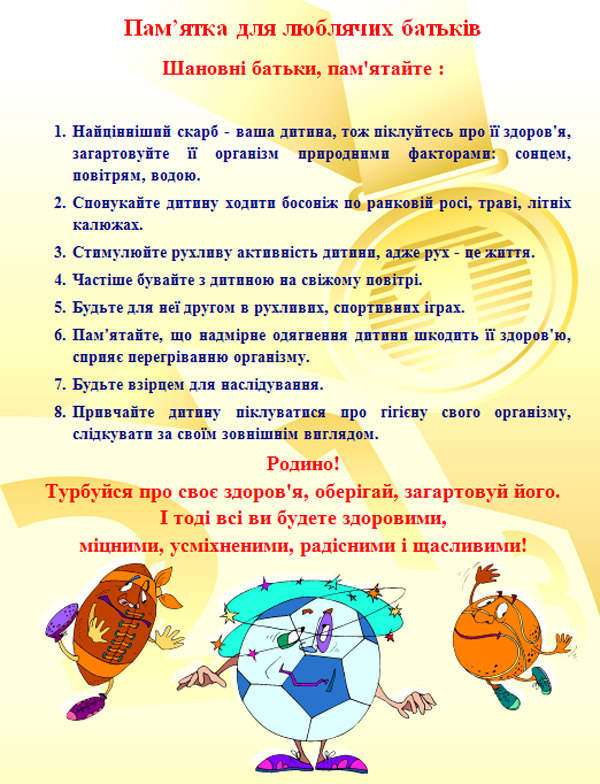 Пам’ятка для люблячих батьків
Шановні батьки, пам'ятайте :
1. Найцінніший скарб - ваша дитина, тож піклуйтесь про її здоров'я,
загартовуйте її організм природними факторами: сонцем,
повітрям, водою.
2. Спонукайте дитину ходити босоніж по ранковій росі, траві, літніх
калюжах.
3. Стимулюйте рухливу активність дитини, адже рух - це життя.
4. Частіше бувайте з дитиною на свіжому повітрі.
5. Будьте для неї другом в рухливих, спортивних іграх.
6. Пам'ятайте, що надмірне одягнення дитини шкодить її здоров'ю,
сприяє перегріванню організму.
7. Будьте взірцем для наслідування.
8. Привчайте дитину піклуватися про гігієну свого організму,
слідкувати за своїм зовнішнім виглядом.
Родино!
Турбуйся про своє здоров'я, оберігай, загартовуй його.
І тоді всі ви будете здоровими,
міцними, усміхненими, радісними і щасливими!